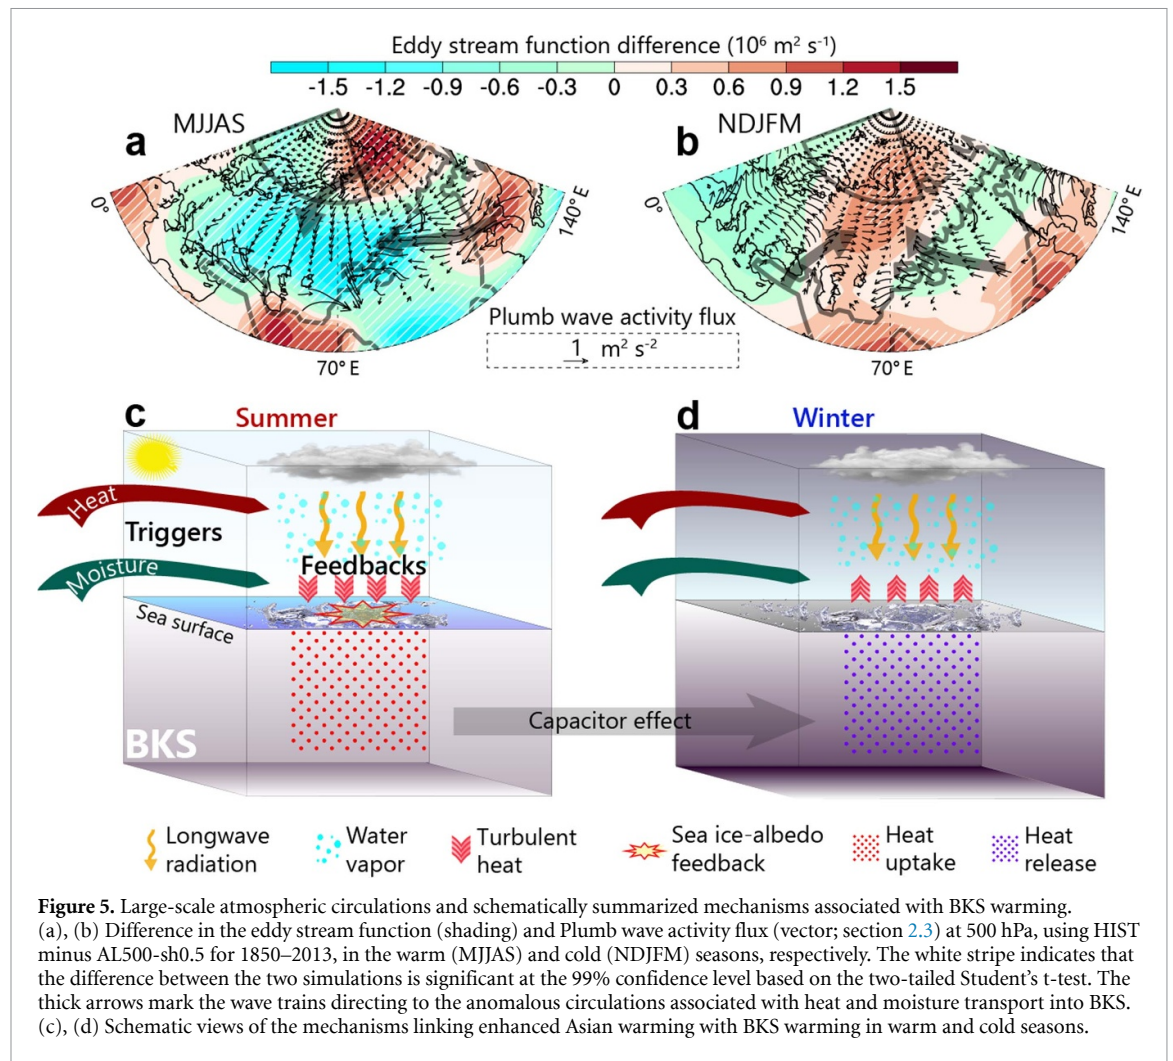 Eddy stream function difference (10⁶ m² s⁻¹)
-1.5 -1.2 -0.9 -0.6 -0.3 0 0.3 0.6 0.9 1.2 1.5
a MJJAS
b NDJFM
0° 140° E
0° 140° E
Plumb wave activity flux
1 m² s⁻²
70° E
70° E
c Summer
d Winter
Heat
Triggers
Moisture
Feedbacks
Sea surface
BKS
Capacitor effect
Longwave radiation
Water vapor
Turbulent heat
Sea ice-albedo feedback
Heat uptake
Heat release
Figure 5. Large-scale atmospheric circulations and schematically summarized mechanisms associated with BKS warming.
(a), (b) Difference in the eddy stream function (shading) and Plumb wave activity flux (vector; section 2.3) at 500 hPa, using HIST
minus AL500-sh0.5 for 1850–2013, in the warm (MJJAS) and cold (NDJFM) seasons, respectively. The white stripe indicates that
the difference between the two simulations is significant at the 99% confidence level based on the two-tailed Student's t-test. The
thick arrows mark the wave trains directing to the anomalous circulations associated with heat and moisture transport into BKS.
(c), (d) Schematic views of the mechanisms linking enhanced Asian warming with BKS warming in warm and cold seasons.